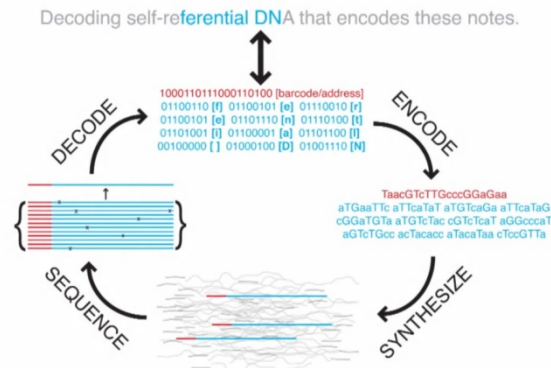 Decoding self-referential DNA that encodes these notes.
1000110111000110100 [barcode/address]
01100110 [f] 01100101 [e] 01110010 [r]
01100101 [e] 01101110 [n] 01110100 [t]
01101001 [i] 01100001 [a] 01101100 [l]
00100000 [ ] 01000100 [D] 01001110 [N]
DECODE
ENCODE
TaacGTcTTGcccGGaGaa
aTGaaTTc aTTcaTaT aTGTcaGa aTTcaTaG
cGGaTGTa aTGTcTac cGTcTcaT aGGcccaT
aGTcTGcc acTacacc aTacaTaa cTccGTTa
SEQUENCE
SYNTHESIZE